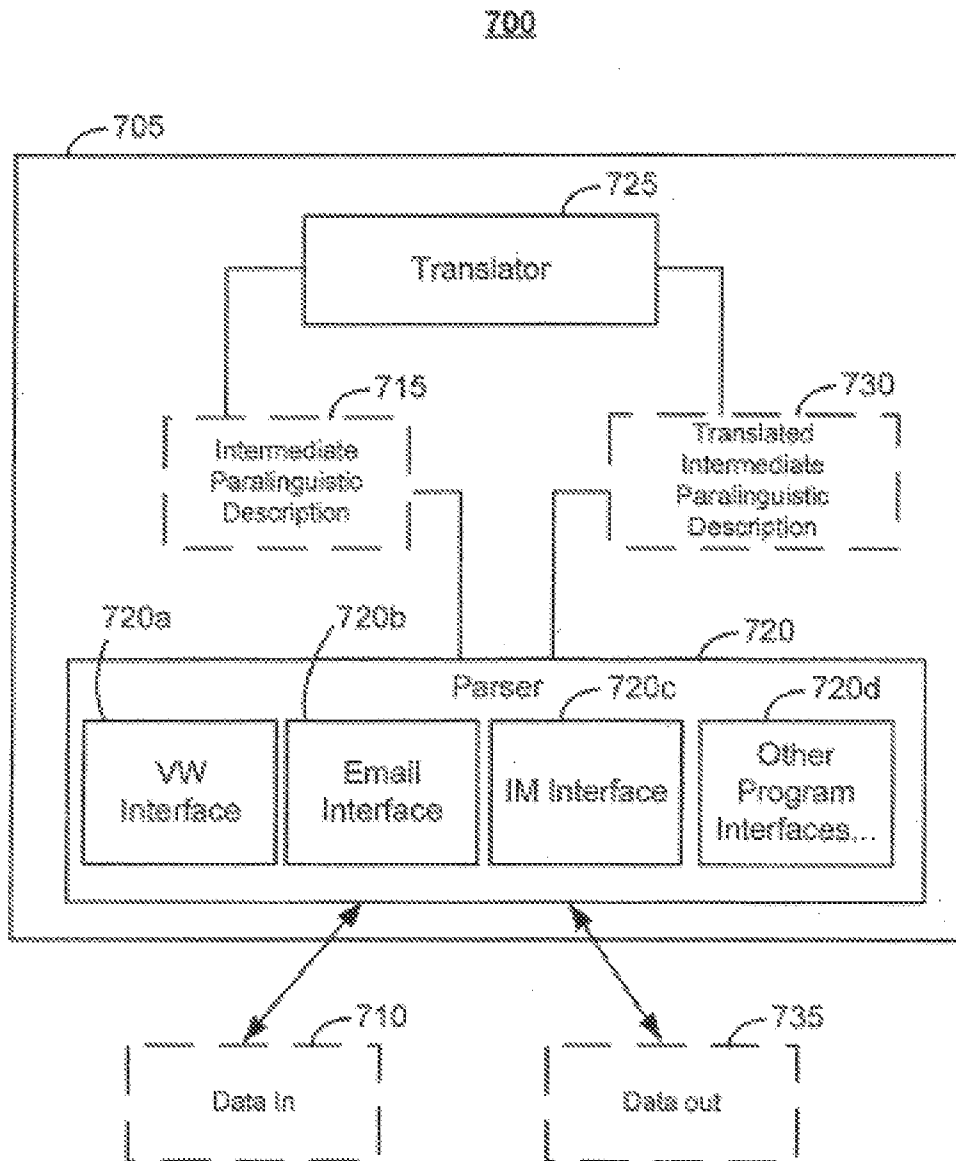 700
705
725
Translator
715
730
Intermediate
Paralinguistic
Description
Translated
Intermediate
Paralinguistic
Description
720a
720b
720
Parser
720c
720d
VW
Interface
Email
Interface
IM Interface
Other
Program
Interfaces,..
710
735
Data In
Data out